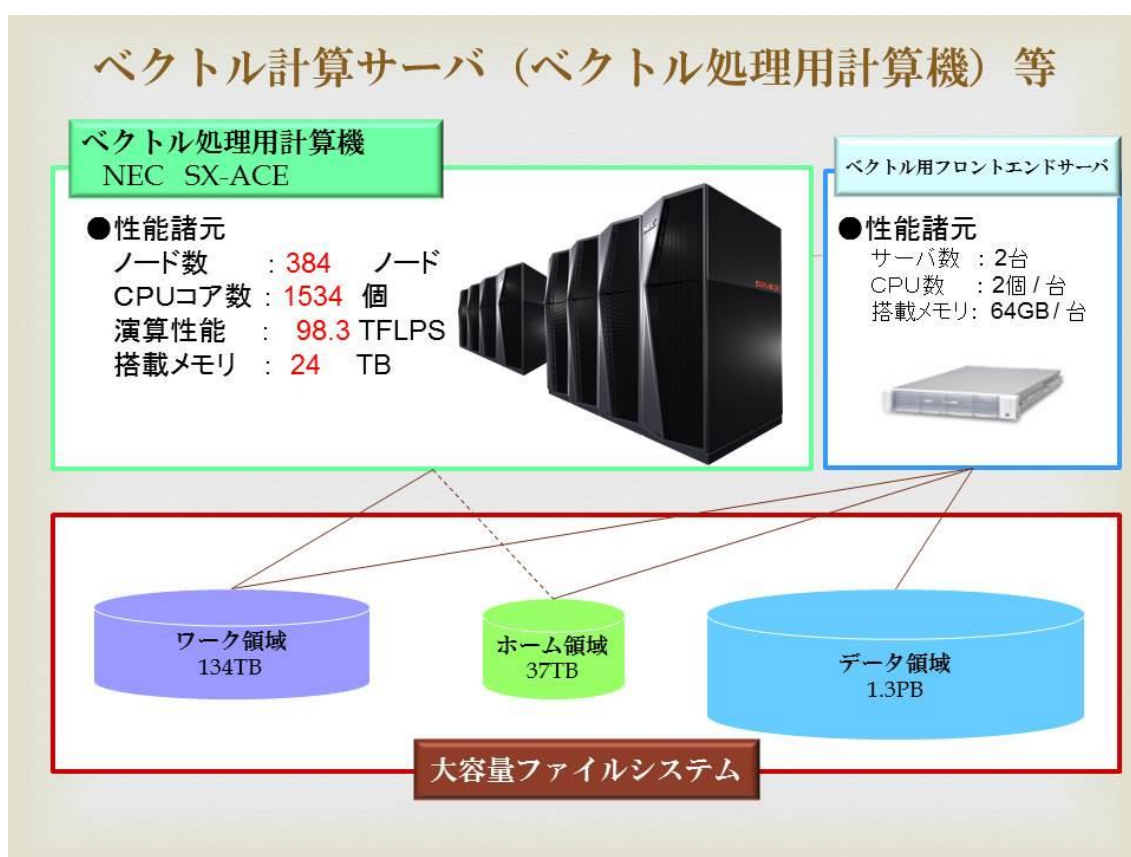 ベクトル計算サーバ（ベクトル処理用計算機）等
ベクトル処理用計算機
NEC SX-ACE
●性能諸元
ノード数 : 384 ノード
CPUコア数 : 1534 個
演算性能 : 98.3 TFLPS
搭載メモリ : 24 TB
SX-ACE
ベクトル用フロントエンドサーバ
●性能諸元
サーバ数 : 2台
CPU数 : 2個 / 台
搭載メモリ: 64GB / 台
ワーク領域
134TB
ホーム領域
37TB
データ領域
1.3PB
大容量ファイルシステム